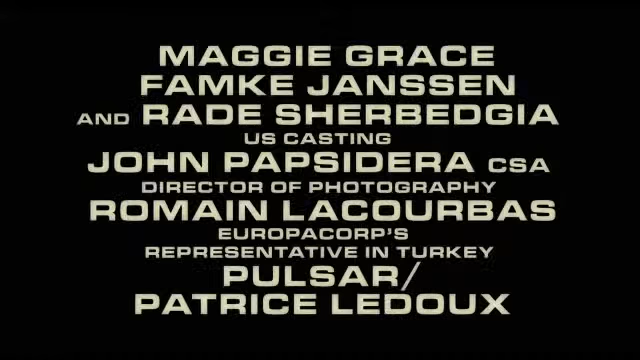 MAGGIE GRACE
FAMKE JANSSEN
AND RADE SHERBEDGIA
US CASTING
JOHN PAPSIDERA CSA
DIRECTOR OF PHOTOGRAPHY
ROMAIN LACOURBAS
EUROPACORP'S
REPRESENTATIVE IN TURKEY
PULSAR/
PATRICE LEDOUX